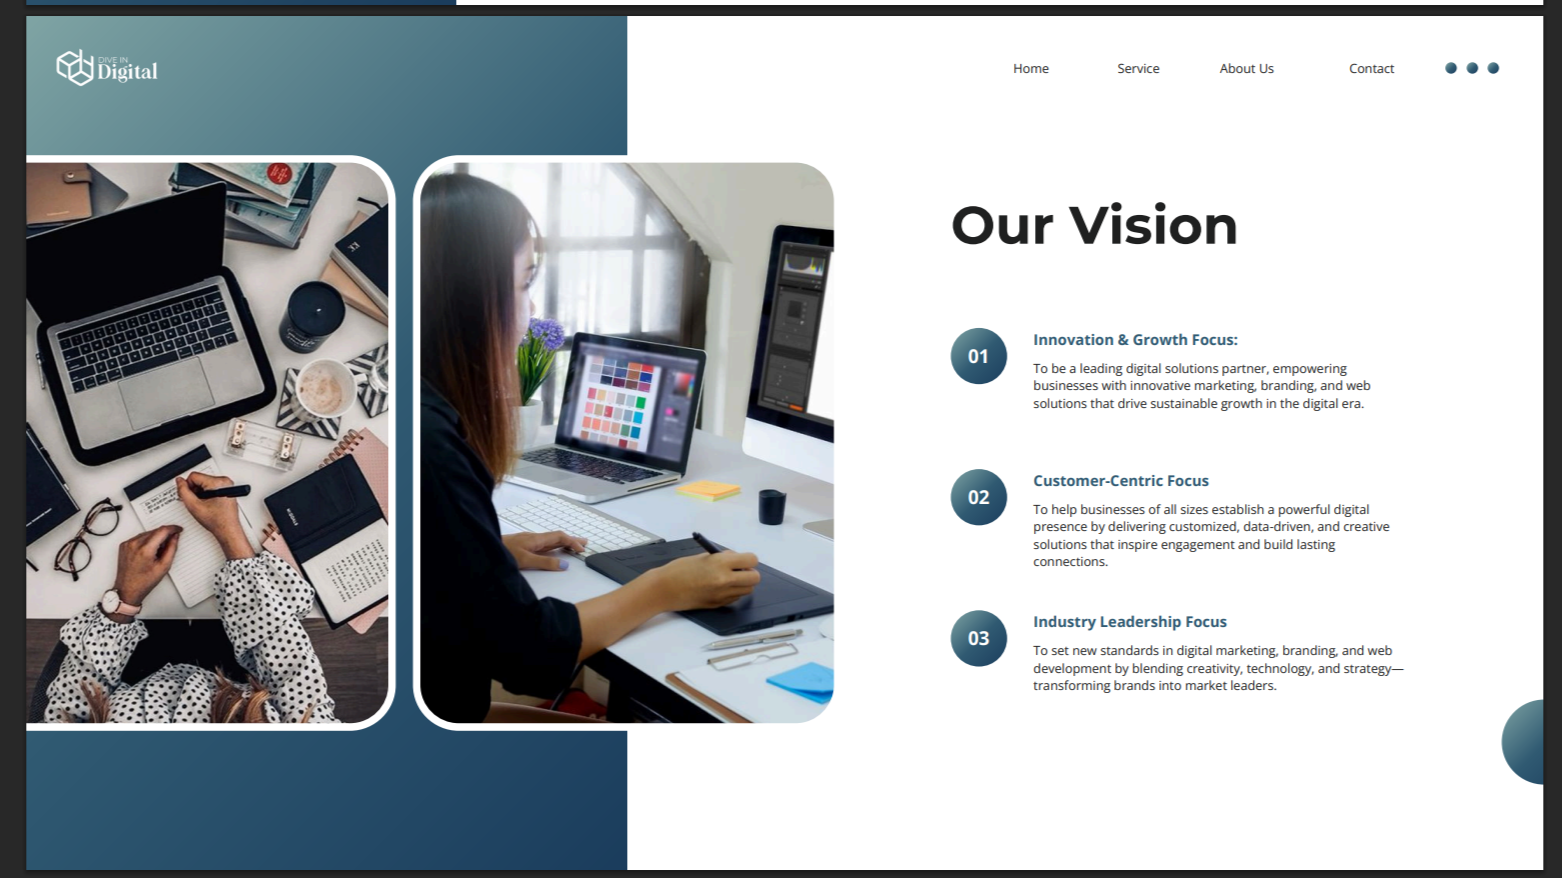 DIVE IN
Digital
Home
Service
About Us
Contact
Our Vision
01
Innovation & Growth Focus:
To be a leading digital solutions partner, empowering
businesses with innovative marketing, branding, and web
solutions that drive sustainable growth in the digital era.
02
Customer-Centric Focus
To help businesses of all sizes establish a powerful digital
presence by delivering customized, data-driven, and creative
solutions that inspire engagement and build lasting
connections.
03
Industry Leadership Focus
To set new standards in digital marketing, branding, and web
development by blending creativity, technology, and strategy—
transforming brands into market leaders.